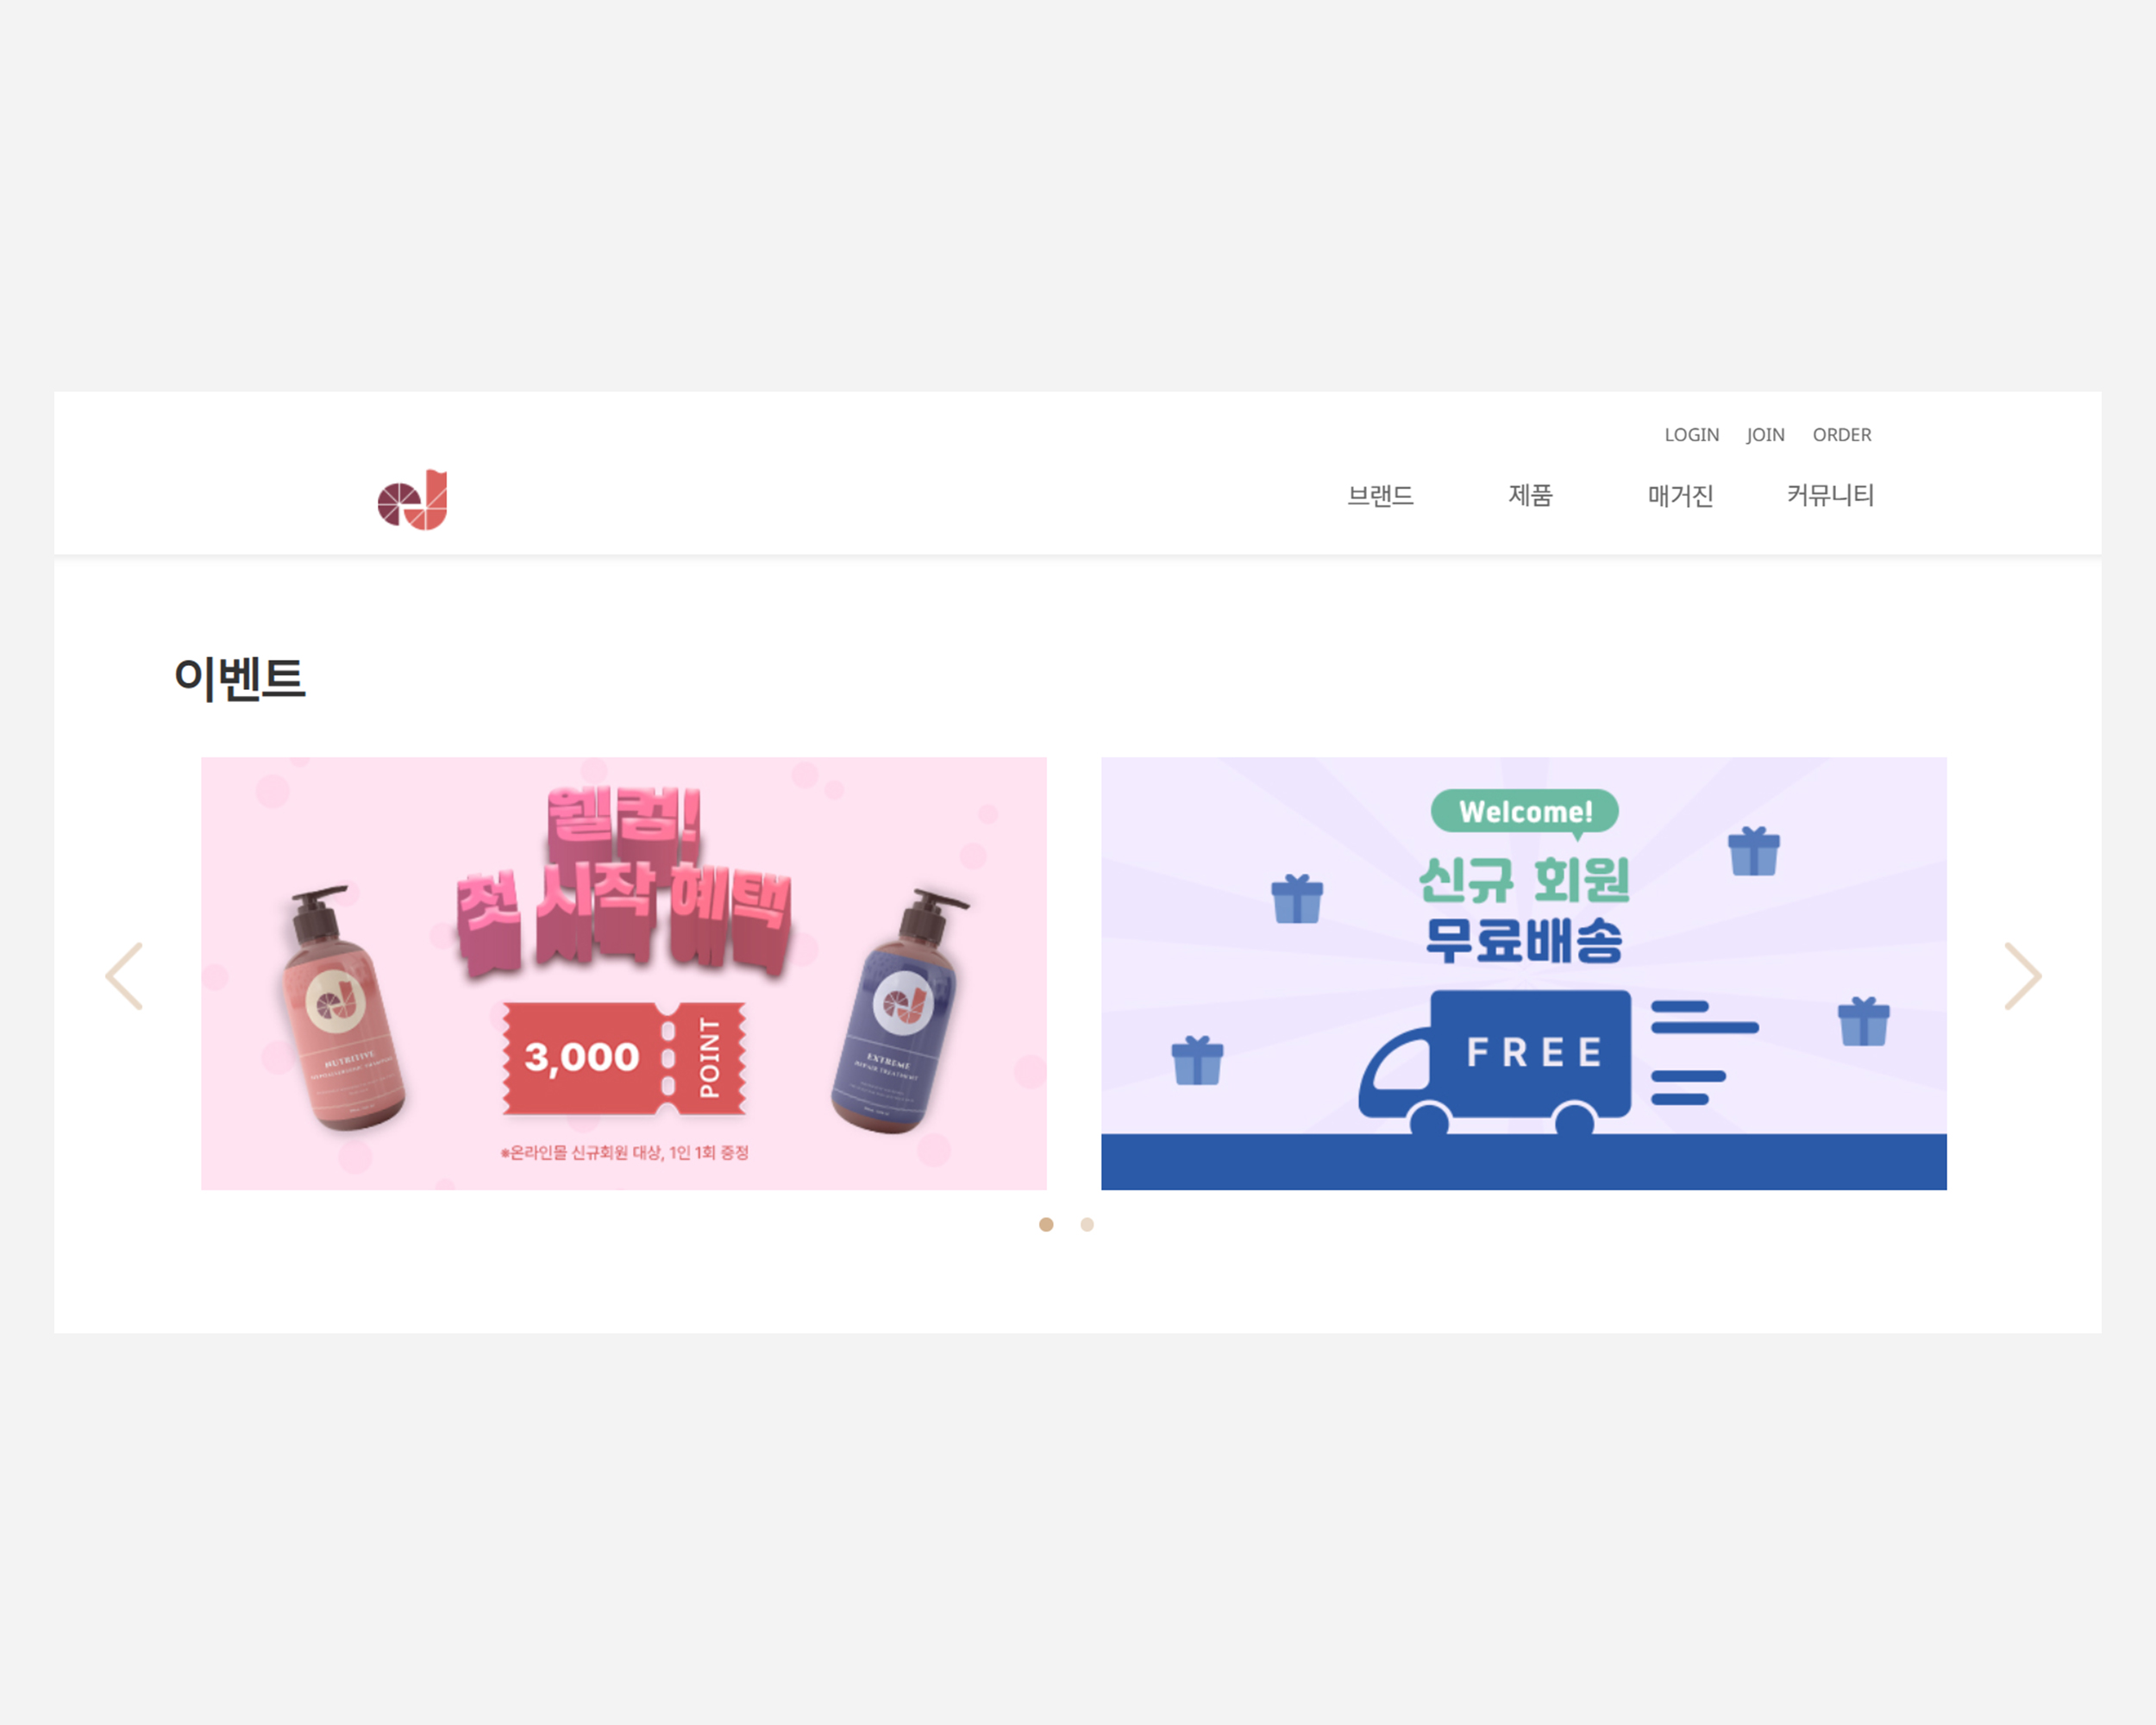 LOGIN JOIN ORDER
브랜드 제품 매거진 커뮤니티
이벤트
웰컴!
첫 시작 혜택
NUTRITIVE
EXTREME
REPAIR TREATMENT
3,000 POINT
※온라인몰 신규회원 대상, 1인 1회 증정
Welcome!
신규 회원
무료배송
FREE